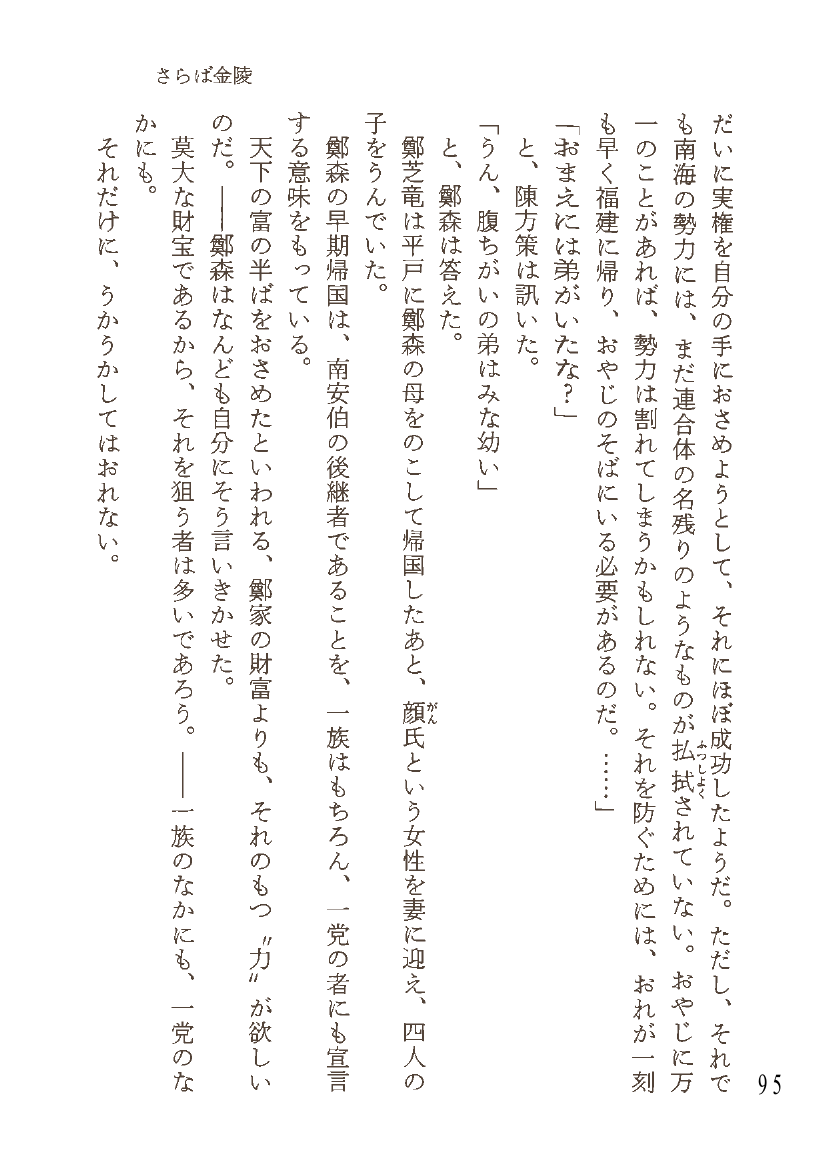 さらば金陵
だいに実権を自分の手におさめようとして、それにほぼ成功したようだ。ただし、それで
も南海の勢力には、まだ連合体の名残りのようなものが払拭されていない。おやじに万
ふつしよく
一のことがあれば、勢力は割れてしまうかもしれない。それを防ぐためには、おれが一刻
も早く福建に帰り、おやじのそばにいる必要があるのだ。……」
「おまえには弟がいたな?」
と、陳方策は訊いた。
「うん、腹ちがいの弟はみな幼い」
と、鄭森は答えた。
鄭芝竜は平戸に鄭森の母をのこして帰国したあと、顔氏という女性を妻に迎え、四人の
がん
子をうんでいた。
鄭森の早期帰国は、南安伯の後継者であることを、一族はもちろん、一党の者にも宣言
する意味をもっている。
天下の富の半ばをおさめたといわれる、鄭家の財富よりも、それのもつ〝力〟が欲しい
のだ。――鄭森はなんども自分にそう言いきかせた。
莫大な財宝であるから、それを狙う者は多いであろう。――一族のなかにも、一党のな
かにも。
それだけに、うかうかしてはおれない。
95